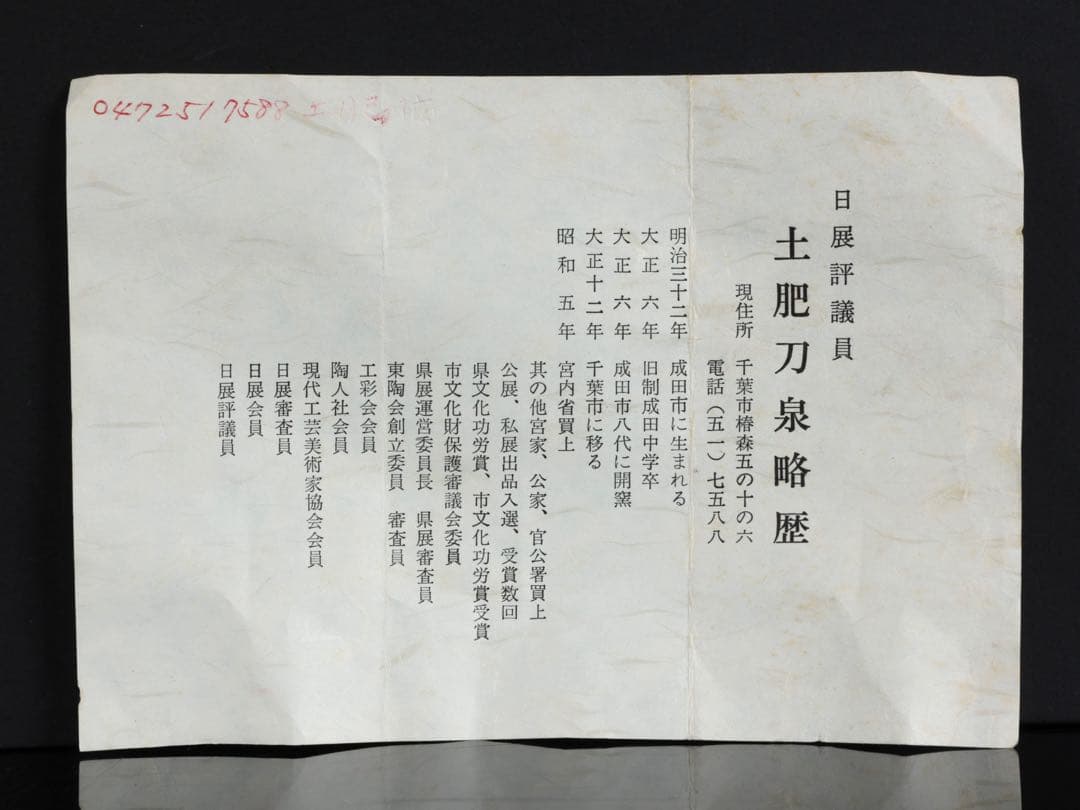 0472517588
日展評議員
土肥刀泉略歴
現住所 千葉市椿森五の十の六
電話(五一)七五八八
明治三十二年 成田市に生まれる
大正六年 旧制成田中学卒
大正六年 成田市八代に開窯
大正十二年 千葉市に移る
昭和五年 宮内省買上
其の他宮家、公家、官公署買上
公展、私展出品入選、受賞数回
県文化功労賞、市文化功労賞受賞
市文化財保護審議会委員
県展運営委員長 県展審査員
東陶会創立委員 審査員
工彩会会員
陶人社会員
現代工芸美術家協会会員
日展審査員
日展会員
日展評議員